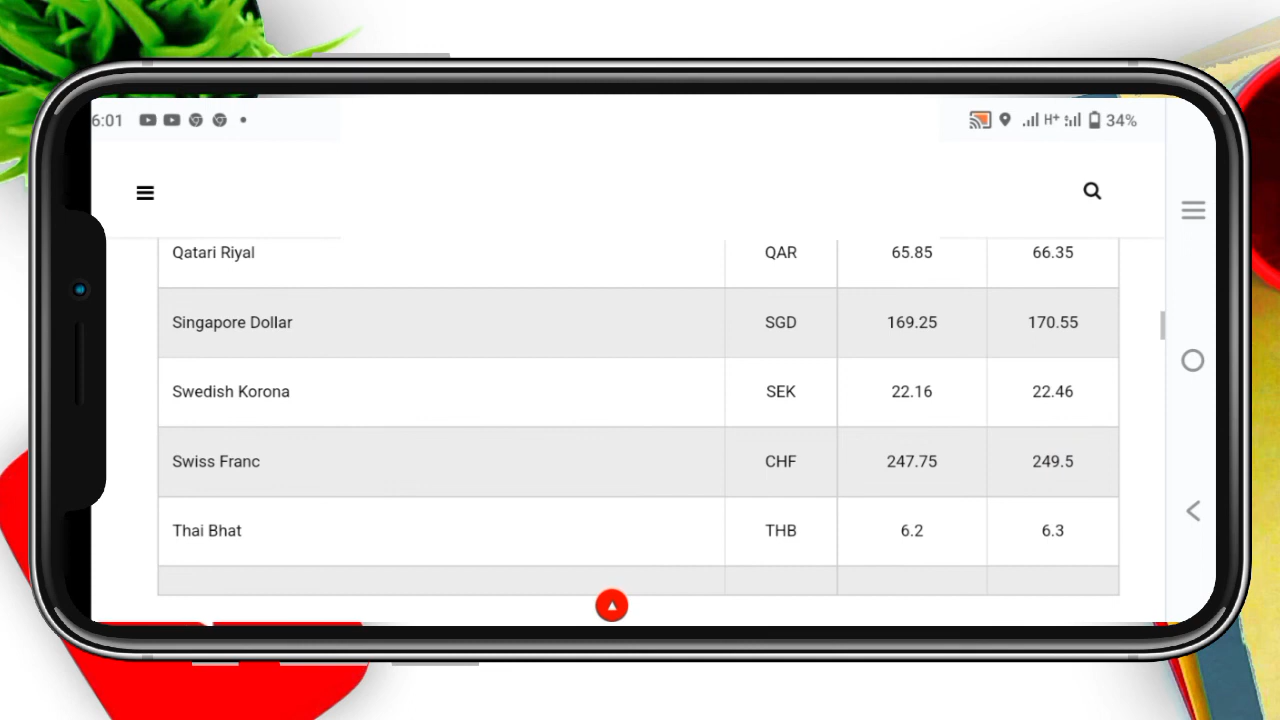 6:01 H+ 34%
Qatari Riyal QAR 65.85 66.35
Singapore Dollar SGD 169.25 170.55
Swedish Korona SEK 22.16 22.46
Swiss Franc CHF 247.75 249.5
Thai Bhat THB 6.2 6.3